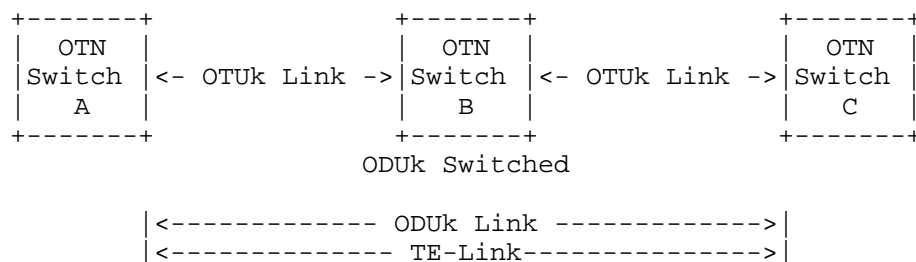 +-------+                         +-------+                         +-------+
|  OTN  |                         |  OTN  |                         |  OTN  |
|Switch |<- OTUk Link ->|Switch |<- OTUk Link ->|Switch |
|   A   |                         |   B   |                         |   C   |
+-------+                         +-------+                         +-------+
ODUk Switched
|<------------- ODUk Link ------------->|
|<-------------- TE-Link--------------->|